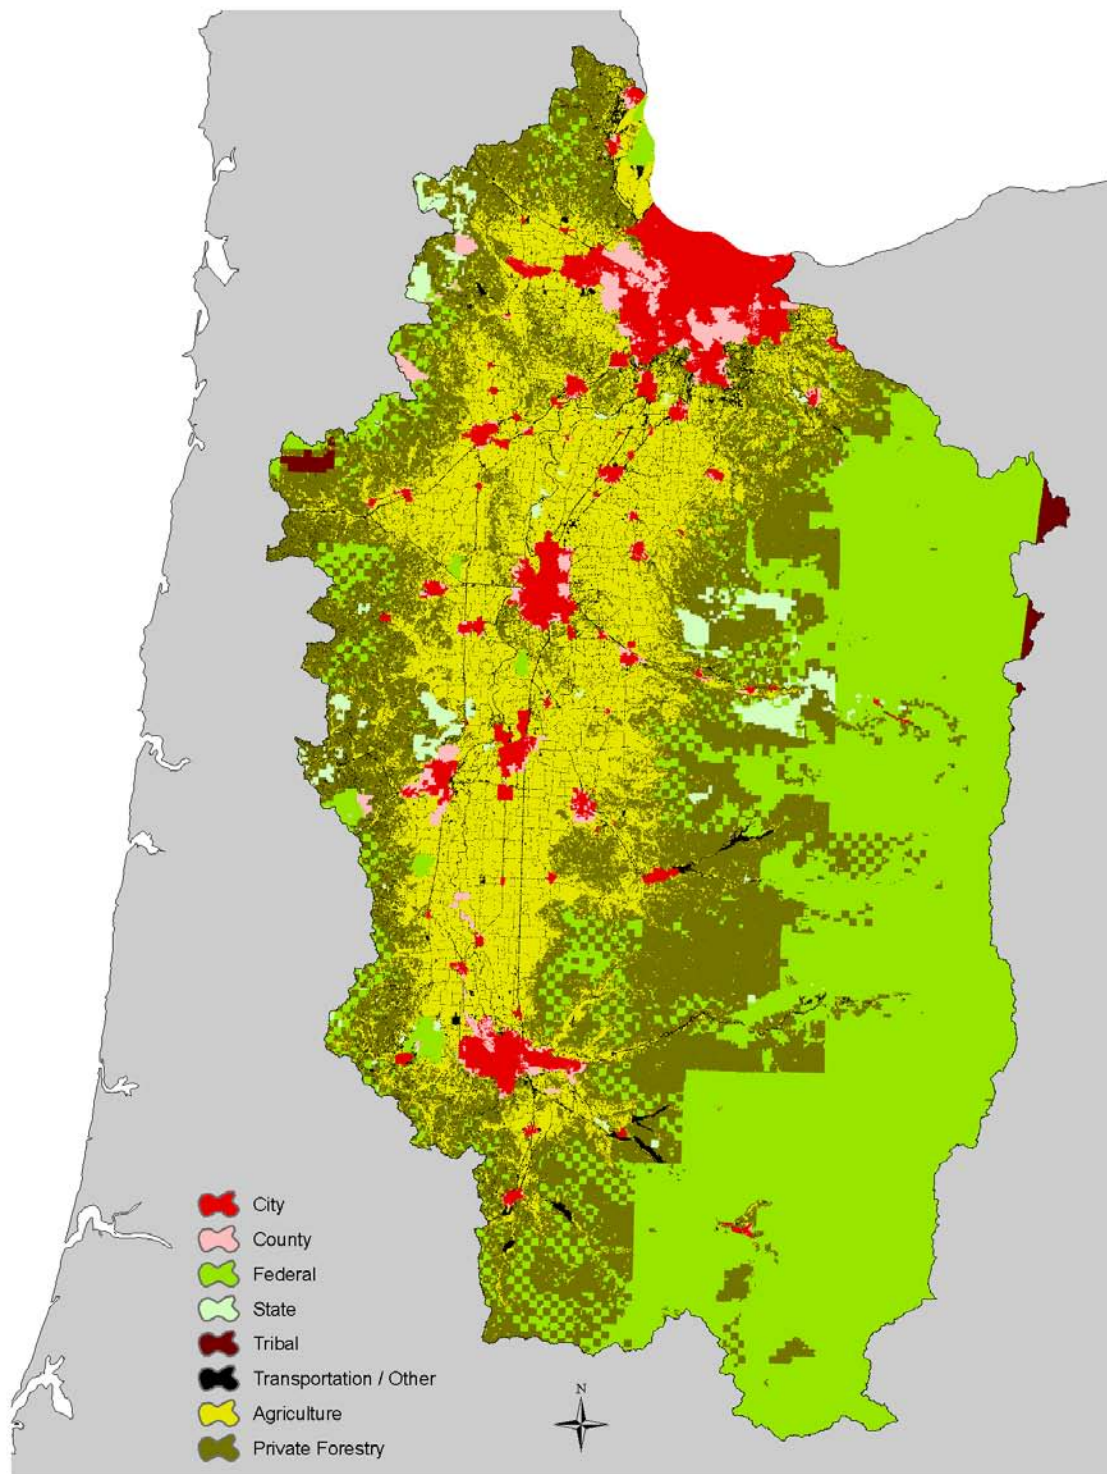 City
County
Federal
State
Tribal
Transportation / Other
Agriculture
Private Forestry
N